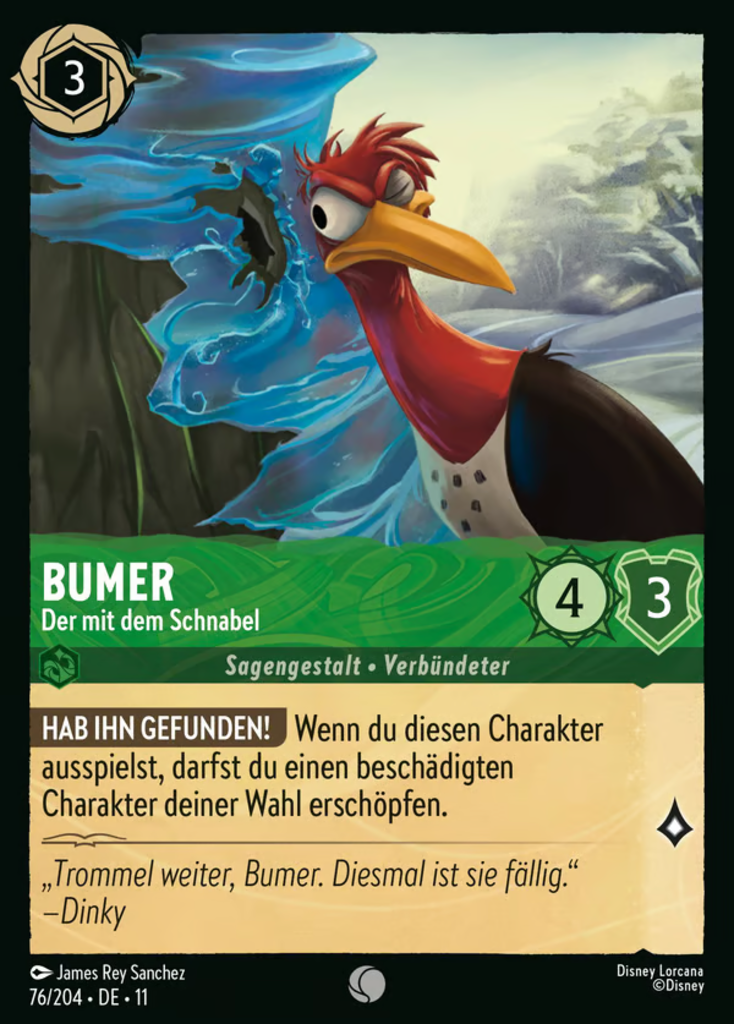 3
BUMER
Der mit dem Schnabel
4
3
Sagengestalt • Verbündeter
HAB IHN GEFUNDEN! Wenn du diesen Charakter
ausspielst, darfst du einen beschädigten
Charakter deiner Wahl erschöpfen.
„Trommel weiter, Bumer. Diesmal ist sie fällig.“
–Dinky
James Rey Sanchez
Disney Lorcana
76/204 • DE • 11
©Disney